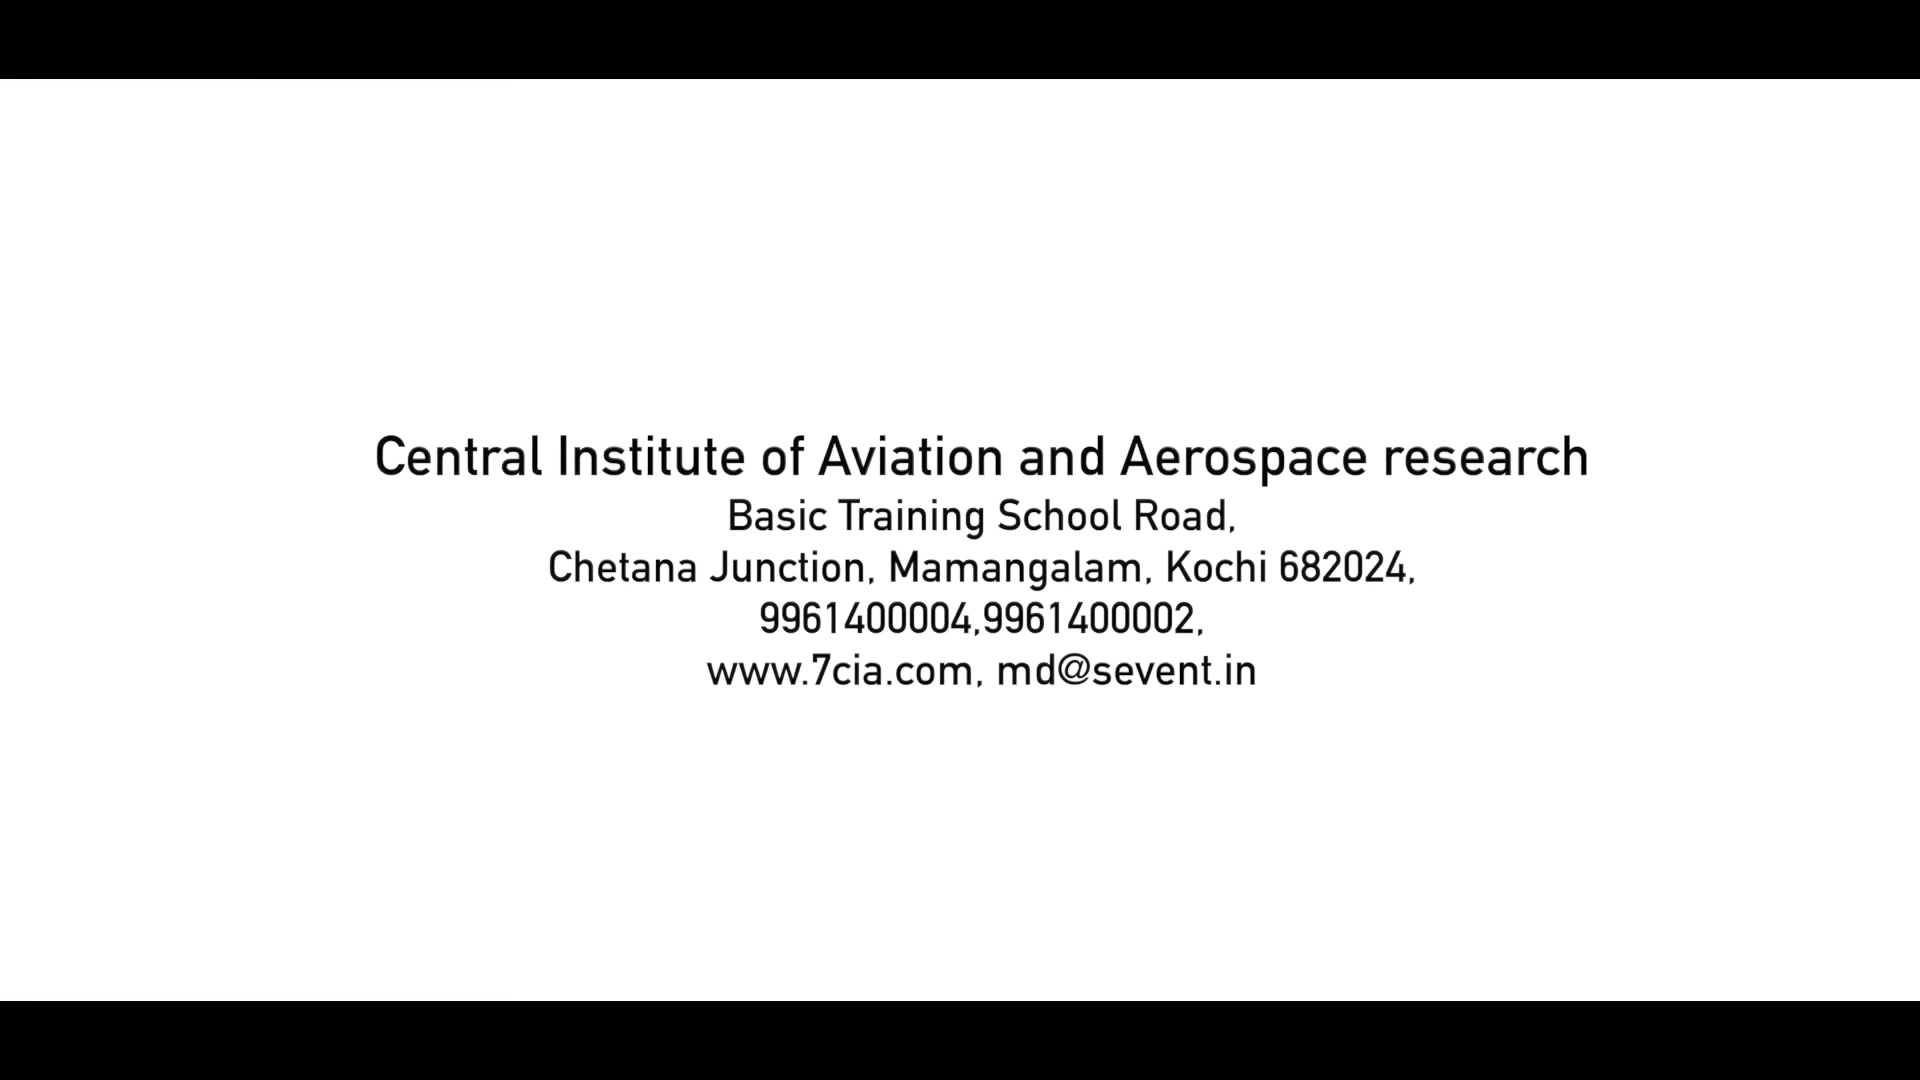 Central Institute of Aviation and Aerospace research
Basic Training School Road,
Chetana Junction, Mamangalam, Kochi 682024,
9961400004,9961400002,
www.7cia.com, md@sevent.in